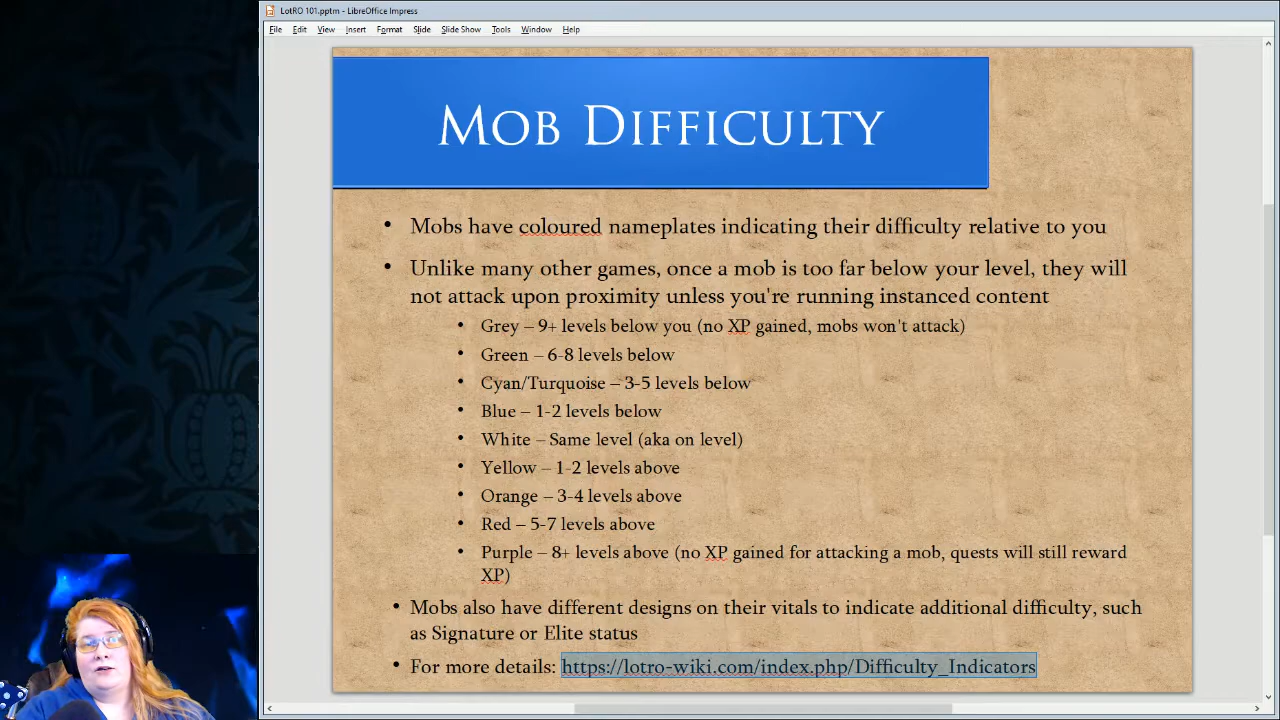 LotRO 101.pptm - LibreOffice Impress
File Edit View Insert Format Slide Slide Show Tools Window Help
Mob Difficulty
• Mobs have coloured nameplates indicating their difficulty relative to you
• Unlike many other games, once a mob is too far below your level, they will
not attack upon proximity unless you're running instanced content
• Grey – 9+ levels below you (no XP gained, mobs won't attack)
• Green – 6-8 levels below
• Cyan/Turquoise – 3-5 levels below
• Blue – 1-2 levels below
• White – Same level (aka on level)
• Yellow – 1-2 levels above
• Orange – 3-4 levels above
• Red – 5-7 levels above
• Purple – 8+ levels above (no XP gained for attacking a mob, quests will still reward
XP)
• Mobs also have different designs on their vitals to indicate additional difficulty, such
as Signature or Elite status
• For more details: https://lotro-wiki.com/index.php/Difficulty_Indicators